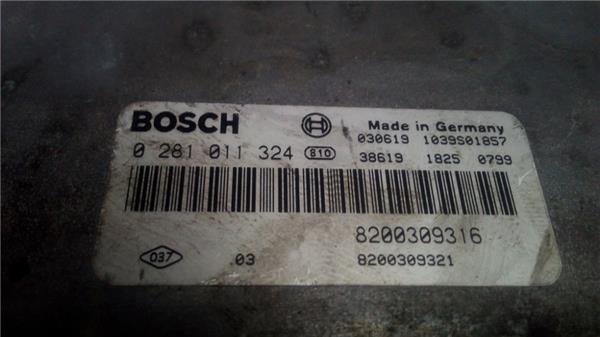 BOSCH
Made in Germany
030619 1039S01857
0 281 011 324 810
38619 1825 0799
8200309316
037 .03 8200309321